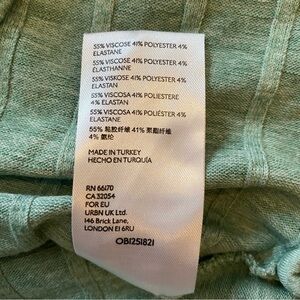 55% VISCOSE 41% POLYESTER 4%
ELASTANE
55% VISCOSE 41% POLYESTER 4%
ÉLASTHANNE
55% VISKOSE 41% POLYESTER 4%
ELASTAN
55% VISCOSA 41% POLIESTERE
4% ELASTAN
55% VISCOSA 41% POLIÉSTER 4%
ELASTANO
55% 粘胶纤维 41% 聚酯纤维
4% 氨纶
MADE IN TURKEY
HECHO EN TURQUÍA
RN 66170
CA 32054
FOR EU
URBN UK Ltd.
146 Brick Lane,
LONDON E1 6RU
OB1251821